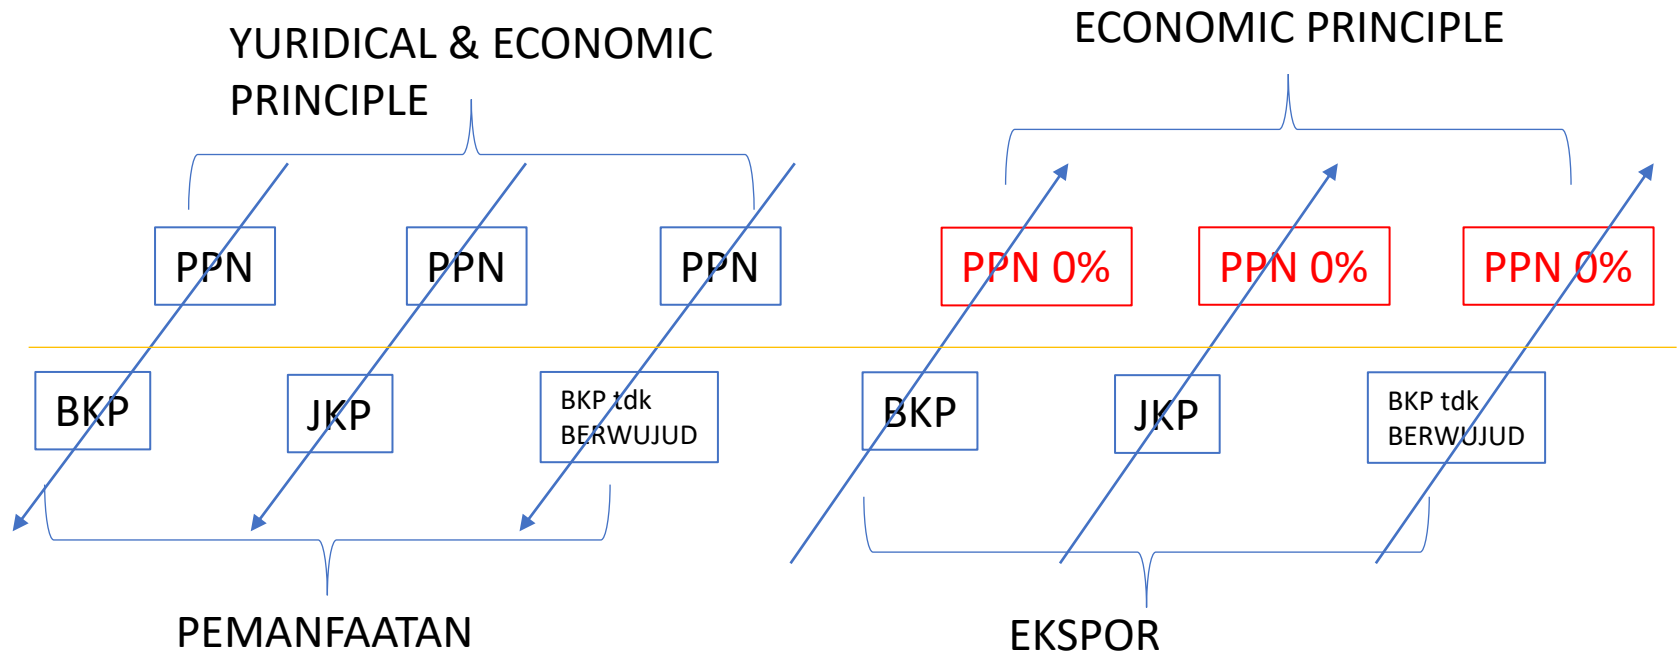 YURIDICAL & ECONOMIC
PRINCIPLE
ECONOMIC PRINCIPLE
PPN
PPN
PPN
PPN 0%
PPN 0%
PPN 0%
BKP
JKP
BKP tdk
BERWUJUD
BKP
JKP
BKP tdk
BERWUJUD
PEMANFAATAN
EKSPOR